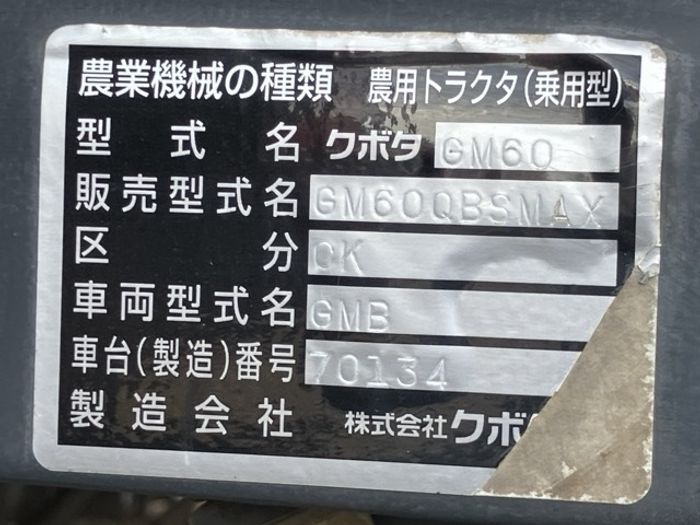 農業機械の種類 農用トラクタ(乗用型)
型式名 クボタ GM60
販売型式名 GM60QBSMAX
区分 CK
車両型式名 GMB
車台(製造)番号 70134
製造会社 株式会社クボ